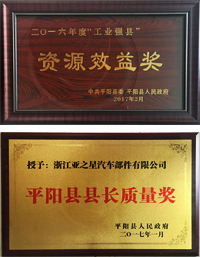 二〇一六年度“工业强县”
资源效益奖
中共平阳县委 平阳县人民政府
2017年2月
授予：浙江亚之星汽车部件有限公司
平阳县县长质量奖
平阳县人民政府
二〇一七年一月